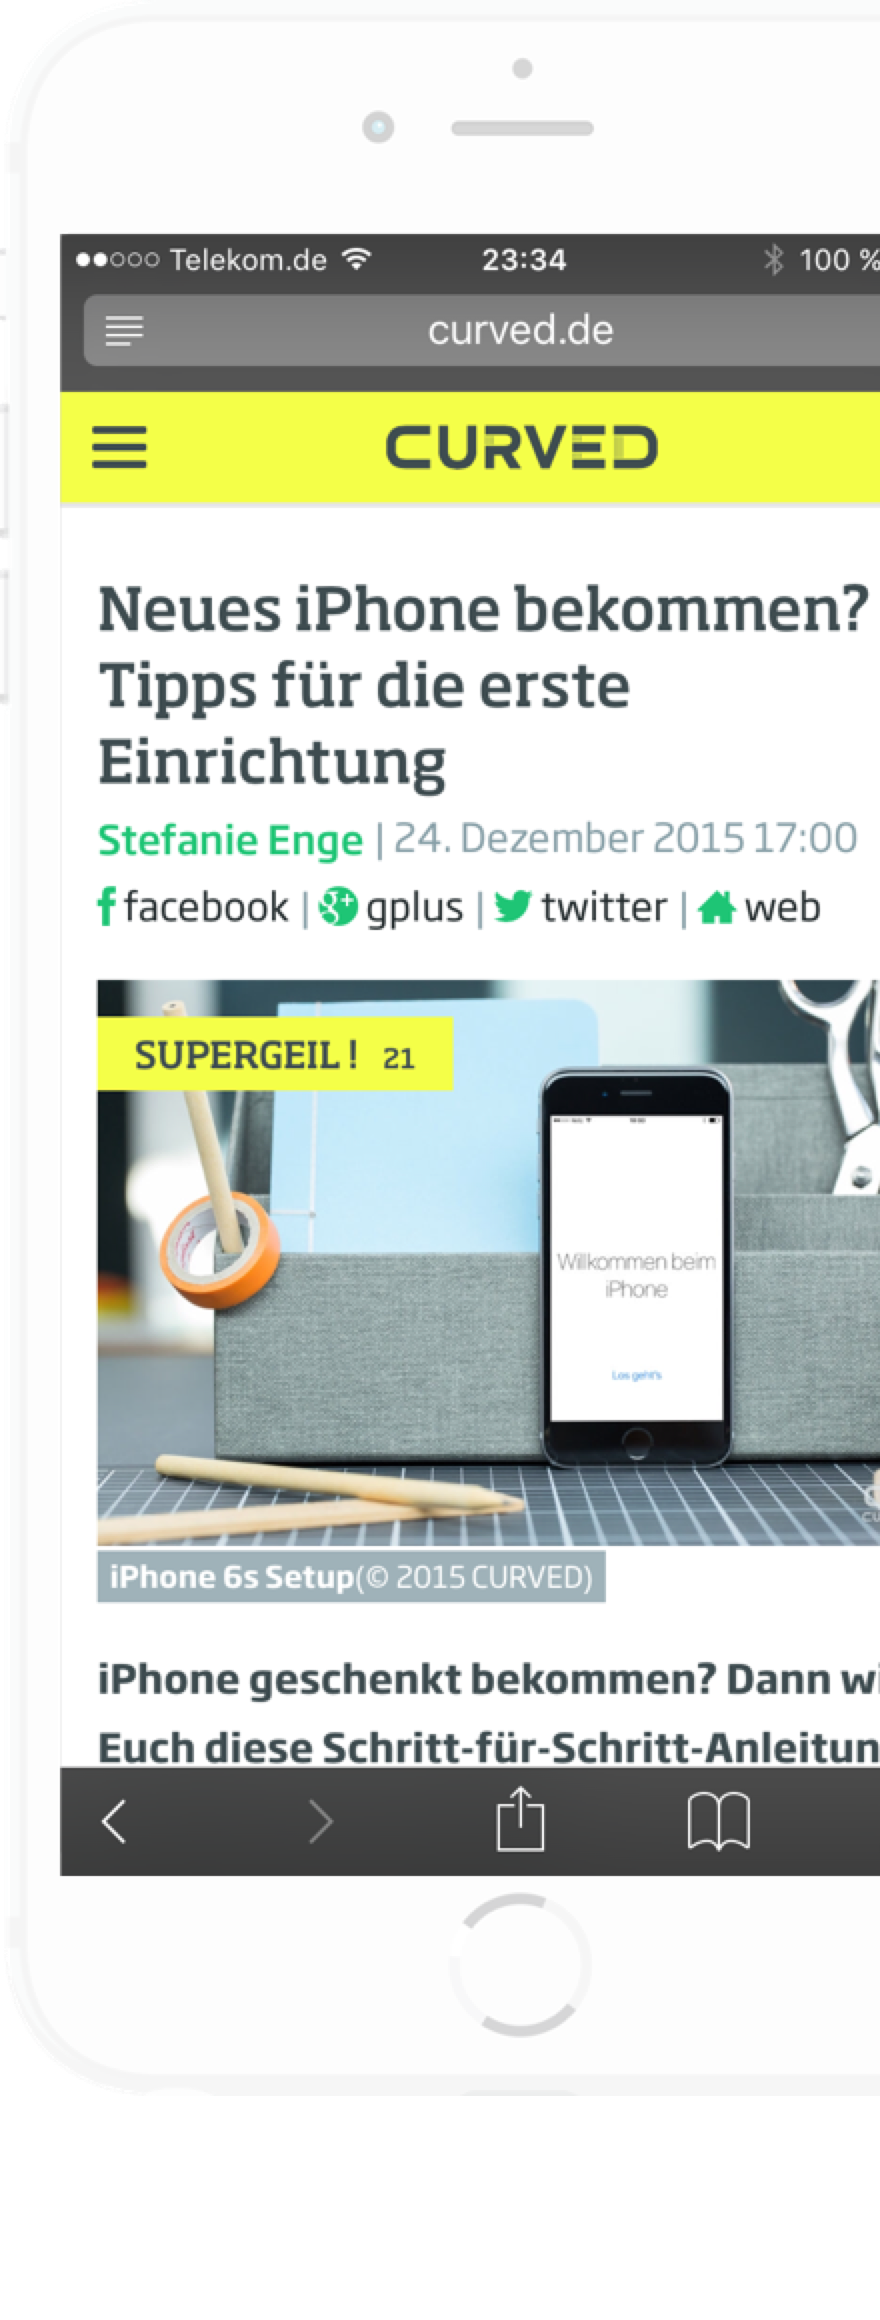 Telekom.de 23:34 100 %
curved.de
CURVED
Neues iPhone bekommen?
Tipps für die erste
Einrichtung
Stefanie Enge | 24. Dezember 2015 17:00
facebook | gplus | twitter | web
SUPERGEIL! 21
Willkommen beim
iPhone
Los geht's
iPhone 6s Setup(© 2015 CURVED)
iPhone geschenkt bekommen? Dann wi
Euch diese Schritt-für-Schritt-Anleitun